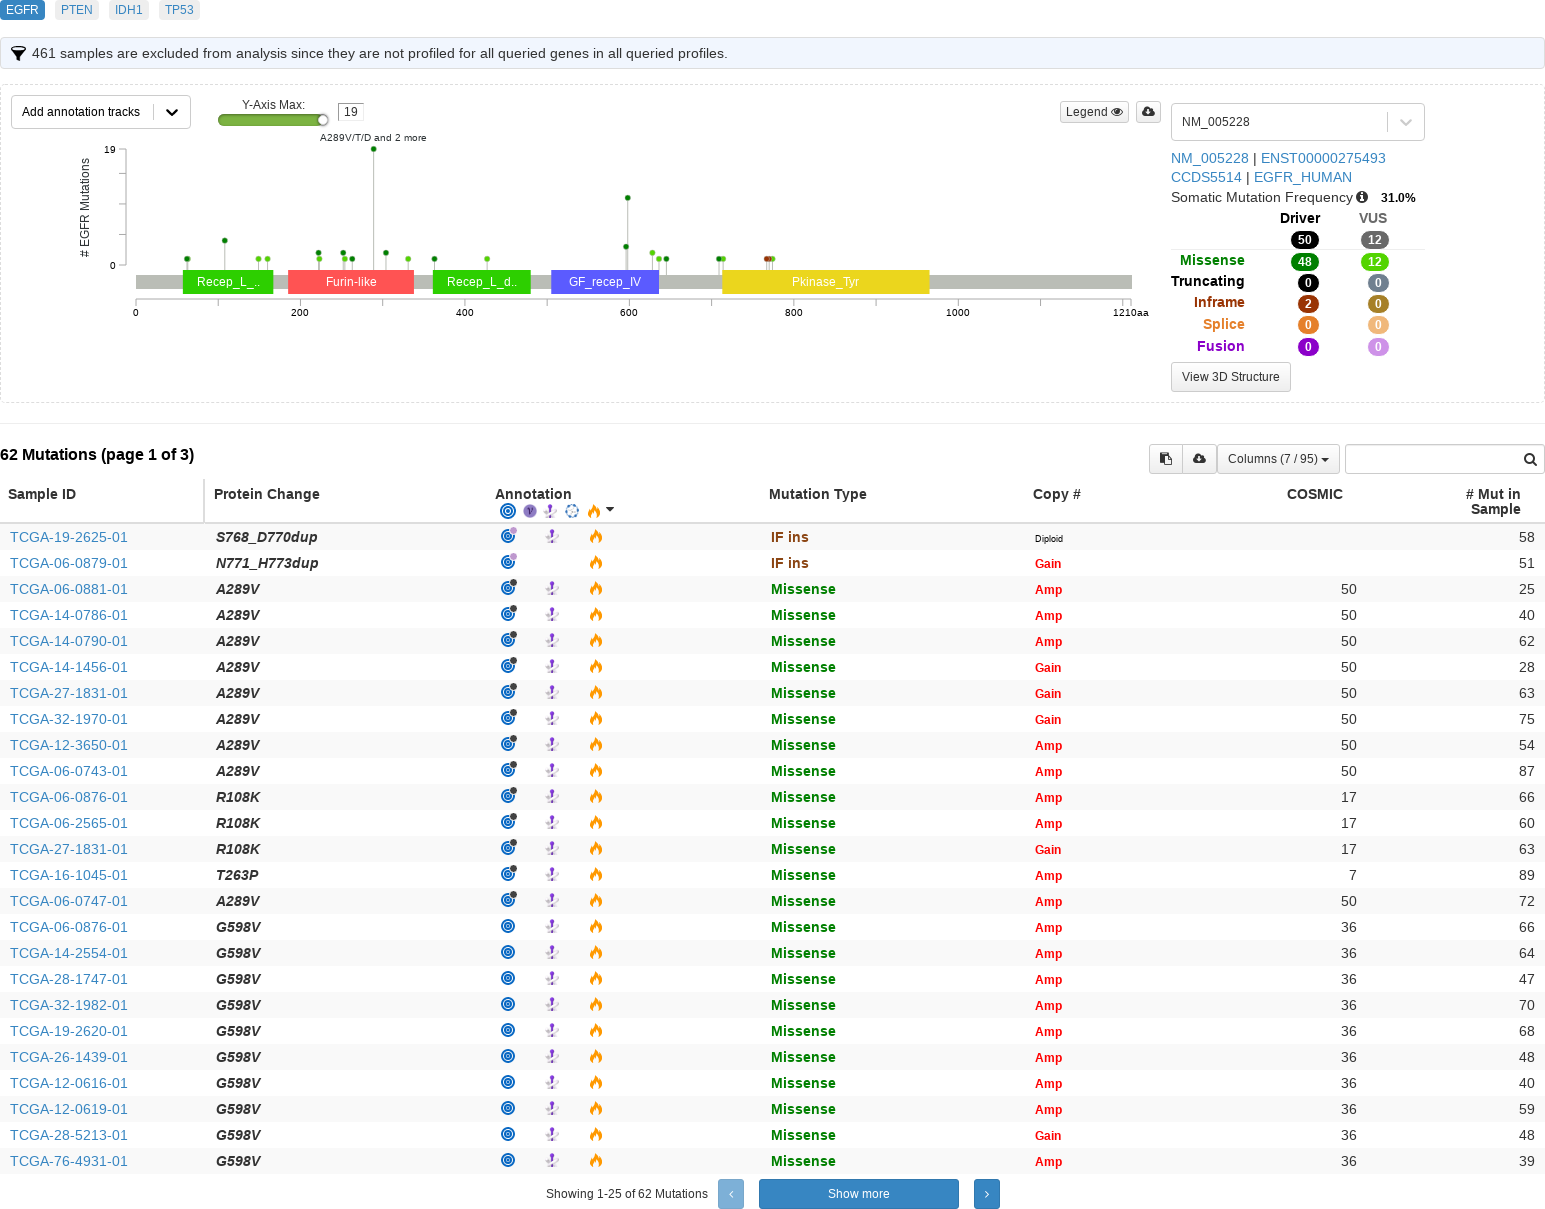 EGFR PTEN IDH1 TP53
461 samples are excluded from analysis since they are not profiled for all queried genes in all queried profiles.
Add annotation tracks
Y-Axis Max: 19
Legend
NM_005228
A289V/T/D and 2 more
# EGFR Mutations
19
0
Recep_L_.. Furin-like Recep_L_d.. GF_recep_IV Pkinase_Tyr
0 200 400 600 800 1000 1210aa
NM_005228 | ENST00000275493
CCDS5514 | EGFR_HUMAN
Somatic Mutation Frequency 31.0%
Driver VUS
50 12
Missense 48 12
Truncating 0 0
Inframe 2 0
Splice 0 0
Fusion 0 0
View 3D Structure
62 Mutations (page 1 of 3)
Columns (7 / 95)
Sample ID Protein Change Annotation Mutation Type Copy # COSMIC # Mut in
Sample
TCGA-19-2625-01 S768_D770dup IF ins Diploid 58
TCGA-06-0879-01 N771_H773dup IF ins Gain 51
TCGA-06-0881-01 A289V Missense Amp 50 25
TCGA-14-0786-01 A289V Missense Amp 50 40
TCGA-14-0790-01 A289V Missense Amp 50 62
TCGA-14-1456-01 A289V Missense Gain 50 28
TCGA-27-1831-01 A289V Missense Gain 50 63
TCGA-32-1970-01 A289V Missense Gain 50 75
TCGA-12-3650-01 A289V Missense Amp 50 54
TCGA-06-0743-01 A289V Missense Amp 50 87
TCGA-06-0876-01 R108K Missense Amp 17 66
TCGA-06-2565-01 R108K Missense Amp 17 60
TCGA-27-1831-01 R108K Missense Gain 17 63
TCGA-16-1045-01 T263P Missense Amp 7 89
TCGA-06-0747-01 A289V Missense Amp 50 72
TCGA-06-0876-01 G598V Missense Amp 36 66
TCGA-14-2554-01 G598V Missense Amp 36 64
TCGA-28-1747-01 G598V Missense Amp 36 47
TCGA-32-1982-01 G598V Missense Amp 36 70
TCGA-19-2620-01 G598V Missense Amp 36 68
TCGA-26-1439-01 G598V Missense Amp 36 48
TCGA-12-0616-01 G598V Missense Amp 36 40
TCGA-12-0619-01 G598V Missense Amp 36 59
TCGA-28-5213-01 G598V Missense Gain 36 48
TCGA-76-4931-01 G598V Missense Amp 36 39
Showing 1-25 of 62 Mutations ‹ Show more ›